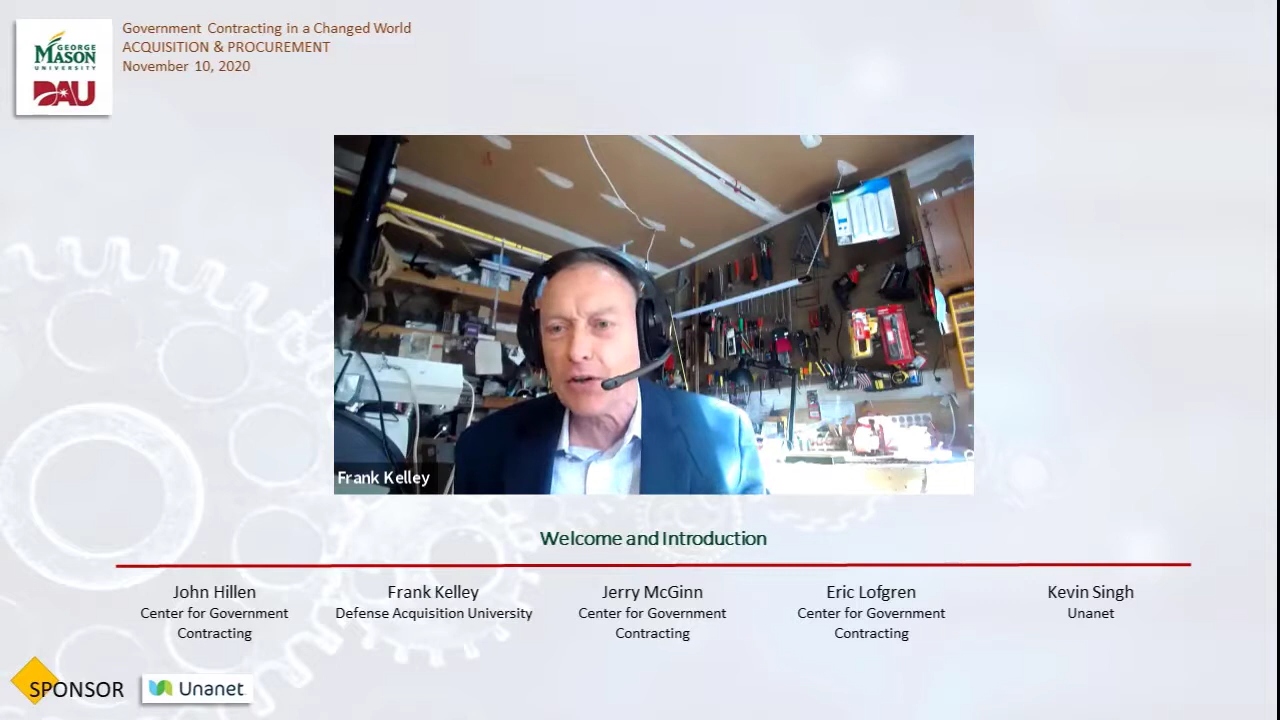 Government Contracting in a Changed World
ACQUISITION & PROCUREMENT
November 10, 2020
GEORGE
MASON
UNIVERSITY
DAU
Frank Kelley
Welcome and Introduction
John Hillen
Center for Government
Contracting
Frank Kelley
Defense Acquisition University
Jerry McGinn
Center for Government
Contracting
Eric Lofgren
Center for Government
Contracting
Kevin Singh
Unanet
SPONSOR
Unanet